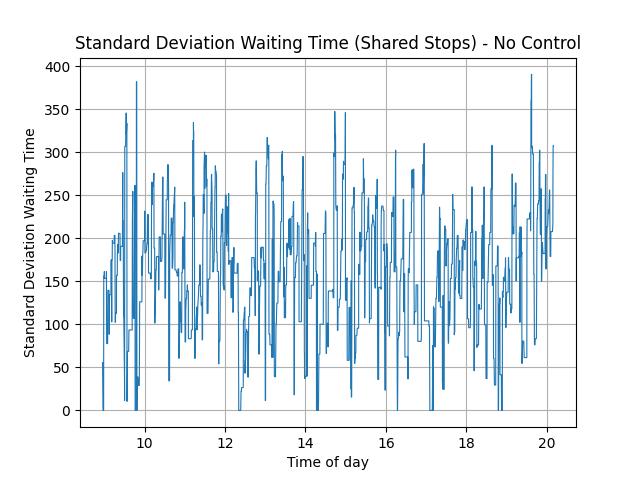 Standard Deviation Waiting Time (Shared Stops) - No Control
Standard Deviation Waiting Time
400
350
300
250
200
150
100
50
0
10 12 14 16 18 20
Time of day